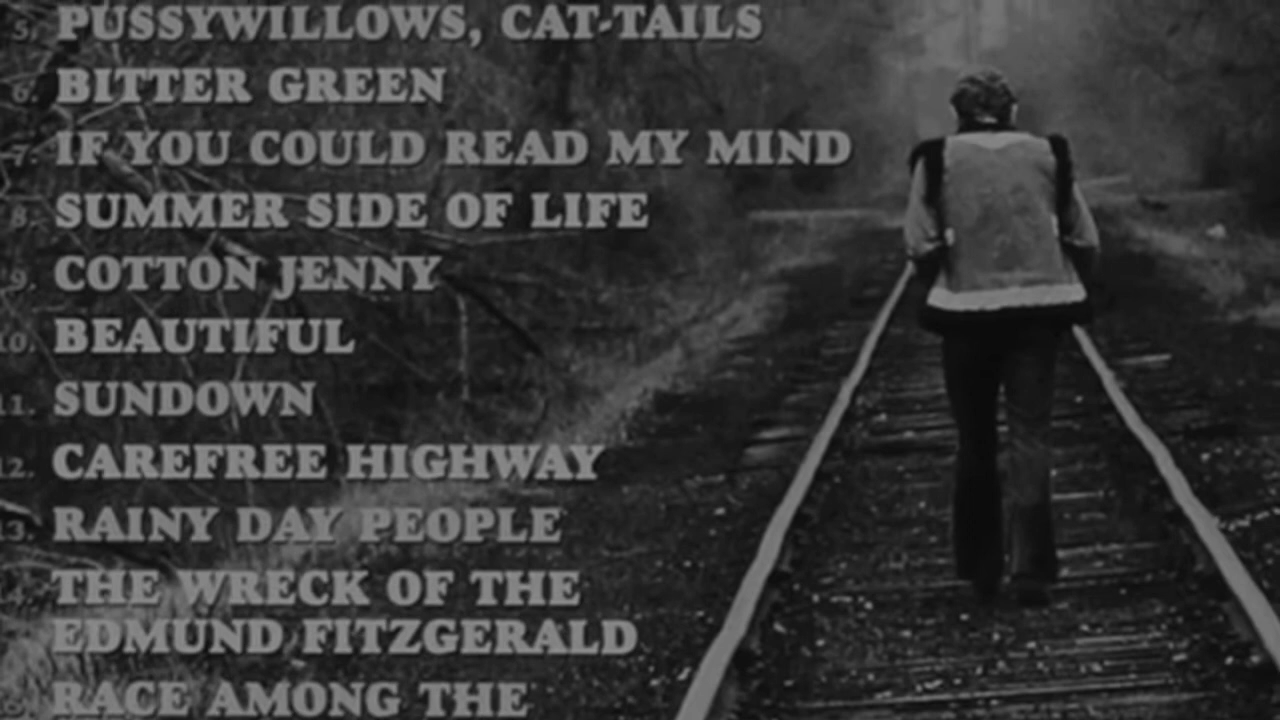 5. PUSSYWILLOWS, CAT-TAILS
6. BITTER GREEN
7. IF YOU COULD READ MY MIND
8. SUMMER SIDE OF LIFE
9. COTTON JENNY
10. BEAUTIFUL
11. SUNDOWN
12. CAREFREE HIGHWAY
13. RAINY DAY PEOPLE
THE WRECK OF THE
EDMUND FITZGERALD
RACE AMONG THE